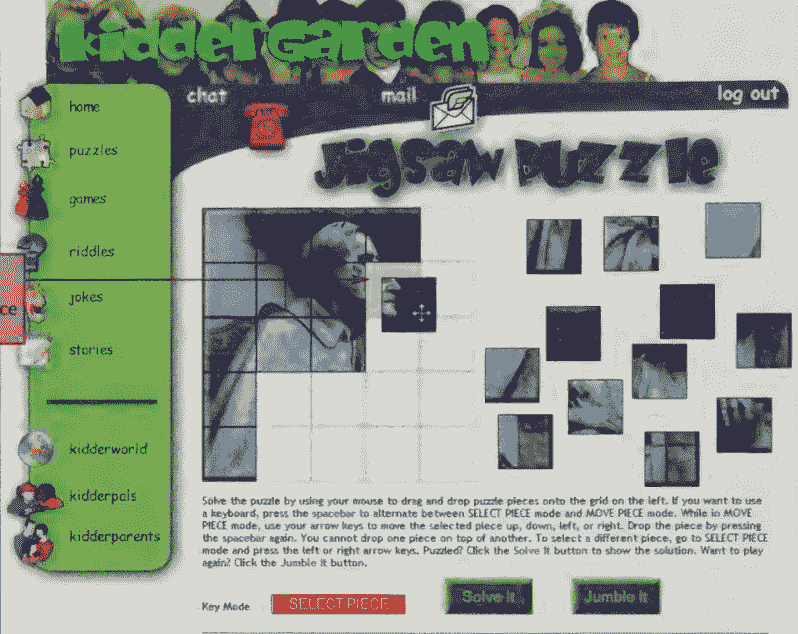 kiddergarden
chat
mail
log out
home
puzzles
games
riddles
jokes
stories
kidderworld
kidderpals
kidderparents
ce
Jigsaw Puzzle
Solve the puzzle by using your mouse to drag and drop puzzle pieces onto the grid on the left. If you want to use
a keyboard, press the spacebar to alternate between SELECT PIECE mode and MOVE PIECE mode. While in MOVE
PIECE mode, use your arrow keys to move the selected piece up, down, left, or right. Drop the piece by pressing
the spacebar again. You cannot drop one piece on top of another. To select a different piece, go to SELECT PIECE
mode and press the left or right arrow keys. Puzzled? Click the Solve It button to show the solution. Want to play
again? Click the Jumble It button.
Key Mode
SELECT PIECE
Solve It
Jumble It